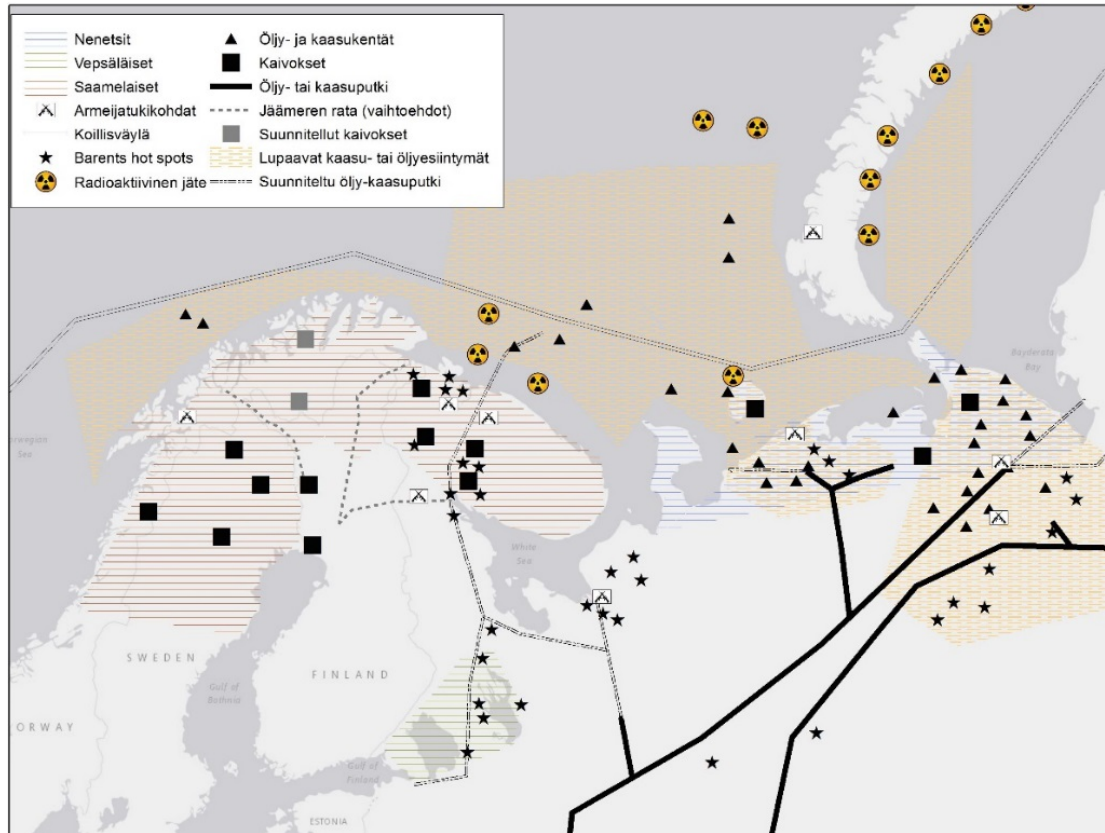 Nenetsit
Vepsäläiset
Saamelaiset
Armeijatukikohdat
Koillisväylä
Barents hot spots
Radioaktiivinen jäte
Öljy- ja kaasukentät
Kaivokset
Öljy- tai kaasuputki
Jäämeren rata (vaihtoehdot)
Suunnitellut kaivokset
Lupaavat kaasu- tai öljyesiintymät
Suunniteltu öljy-kaasuputki
Baydarata
Bay
orwegian
Sea
White
Sea
SWEDEN
FINLAND
Gulf of
Bothnia
ORWAY
Gulf of
Finland
ESTONIA